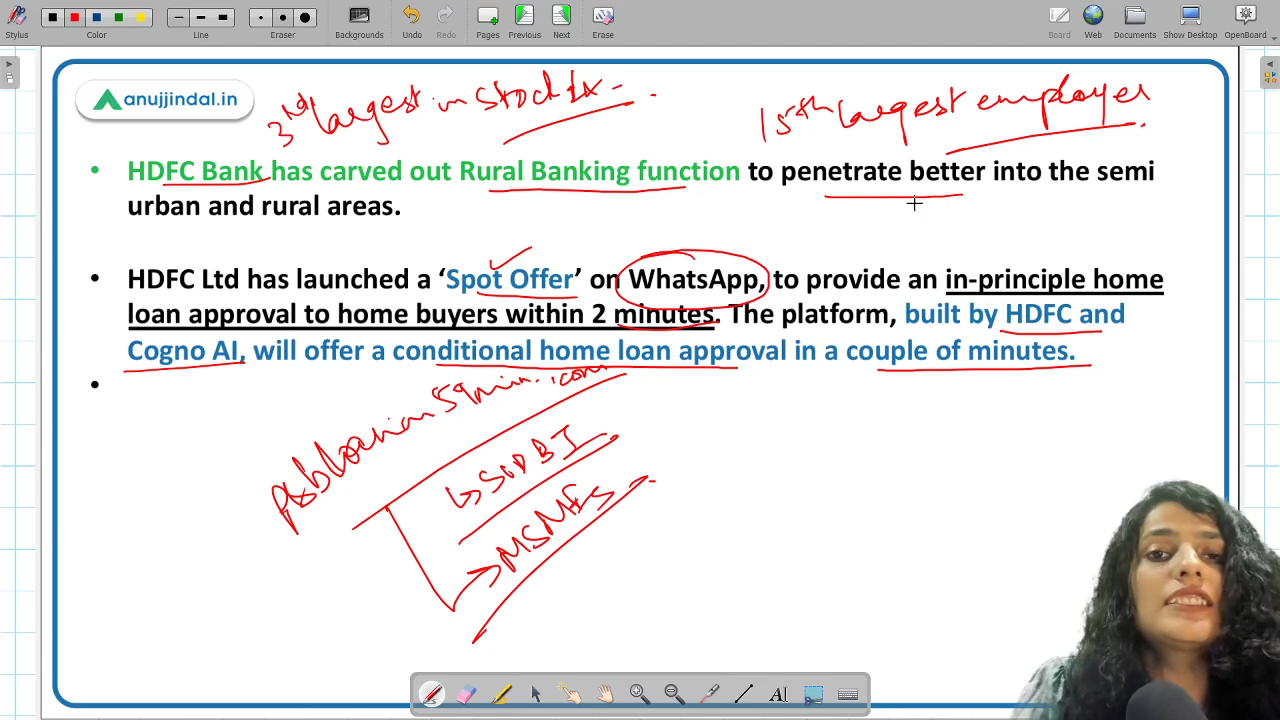 Stylus
Color
Line
Eraser
Backgrounds
Undo
Redo
Pages
Previous
Next
Erase
Board
Web
Documents
Show Desktop
OpenBoard
anujjindal.in
3rd largest in Stock Ex -
15th largest employer
• HDFC Bank has carved out Rural Banking function to penetrate better into the semi
urban and rural areas.
• HDFC Ltd has launched a ‘Spot Offer’ on WhatsApp, to provide an in-principle home
loan approval to home buyers within 2 minutes. The platform, built by HDFC and
Cogno AI, will offer a conditional home loan approval in a couple of minutes.
•
psbloanin59min.com
↳ SIDBI
→ MSMEs